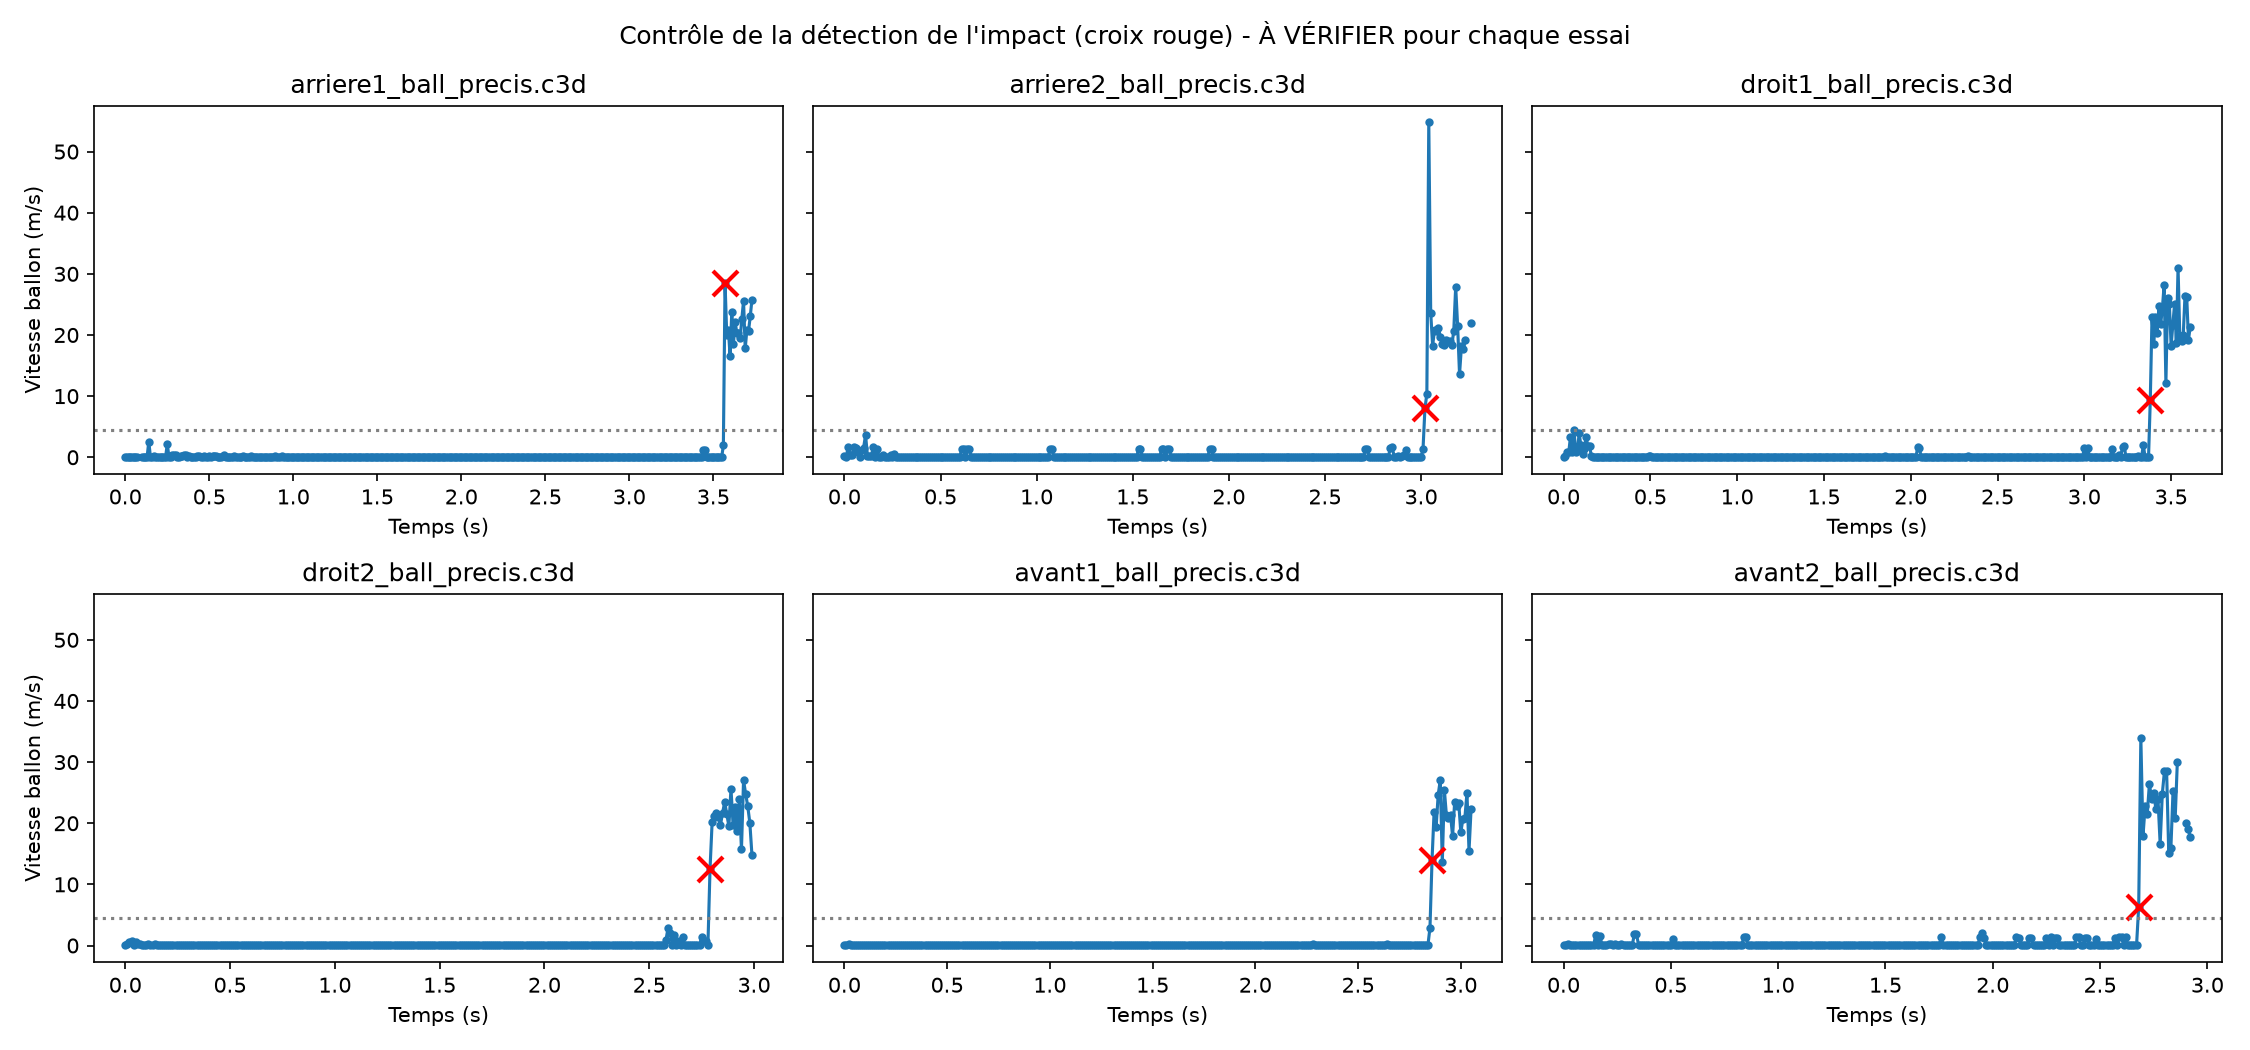 Contrôle de la détection de l'impact (croix rouge) - À VÉRIFIER pour chaque essai
arriere1_ball_precis.c3d
arriere2_ball_precis.c3d
droit1_ball_precis.c3d
Vitesse ballon (m/s)
50
40
30
20
10
0
0.0 0.5 1.0 1.5 2.0 2.5 3.0 3.5
0.0 0.5 1.0 1.5 2.0 2.5 3.0
0.0 0.5 1.0 1.5 2.0 2.5 3.0 3.5
Temps (s)
Temps (s)
Temps (s)
droit2_ball_precis.c3d
avant1_ball_precis.c3d
avant2_ball_precis.c3d
Vitesse ballon (m/s)
50
40
30
20
10
0
0.0 0.5 1.0 1.5 2.0 2.5 3.0
0.0 0.5 1.0 1.5 2.0 2.5 3.0
0.0 0.5 1.0 1.5 2.0 2.5 3.0
Temps (s)
Temps (s)
Temps (s)